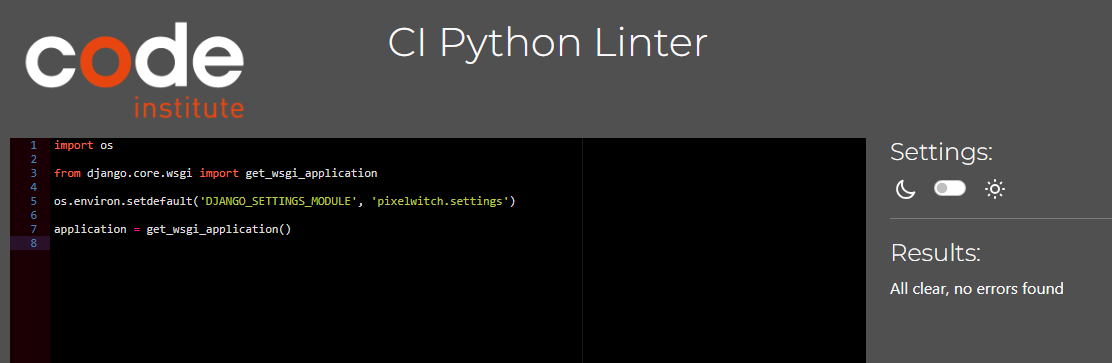 code
institute
CI Python Linter
1 import os
2
3 from django.core.wsgi import get_wsgi_application
4
5 os.environ.setdefault('DJANGO_SETTINGS_MODULE', 'pixelwitch.settings')
6
7 application = get_wsgi_application()
8
Settings:
Results:
All clear, no errors found